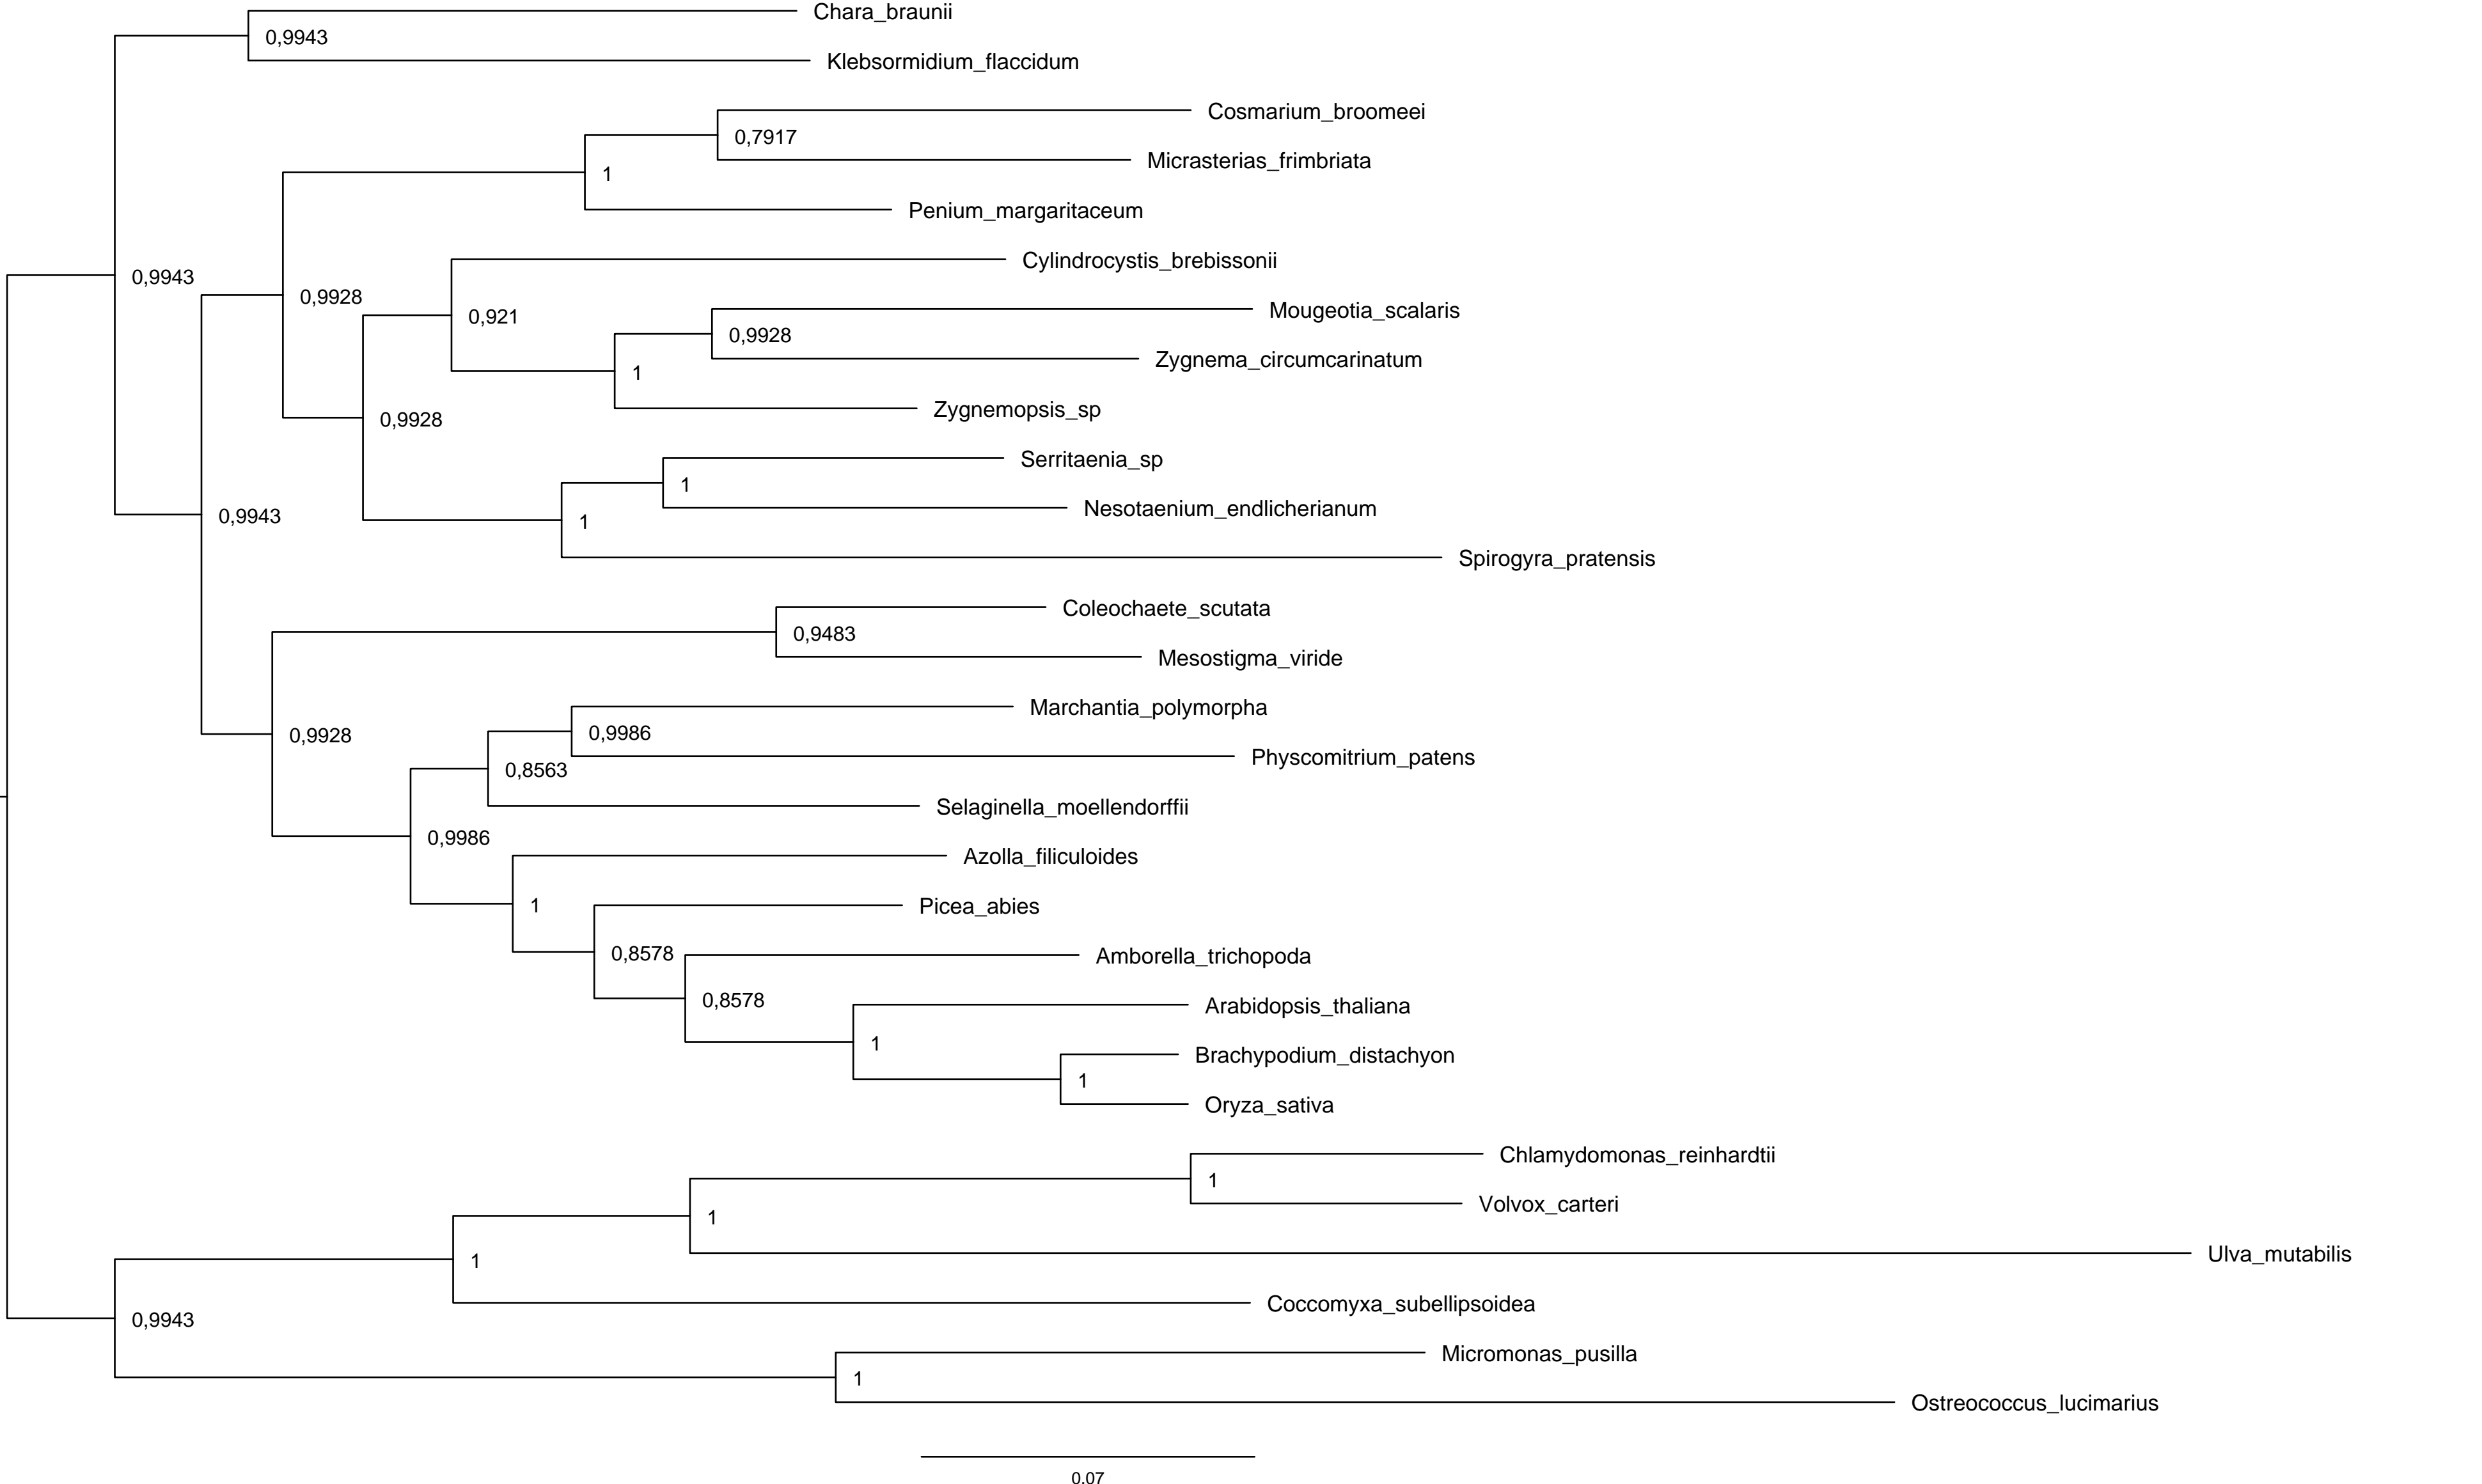 Chara_braunii
0,9943
Klebsormidium_flaccidum
Cosmarium_broomeei
0,7917
Micrasterias_frimbriata
1
Penium_margaritaceum
Cylindrocystis_brebissonii
0,9943
0,9928
0,921
Mougeotia_scalaris
0,9928
Zygnema_circumcarinatum
1
Zygnemopsis_sp
0,9928
Serritaenia_sp
1
Nesotaenium_endlicherianum
0,9943
1
Spirogyra_pratensis
Coleochaete_scutata
0,9483
Mesostigma_viride
Marchantia_polymorpha
0,9928
0,9986
Physcomitrium_patens
0,8563
Selaginella_moellendorffii
0,9986
Azolla_filiculoides
1
Picea_abies
0,8578
Amborella_trichopoda
0,8578
Arabidopsis_thaliana
1
Brachypodium_distachyon
1
Oryza_sativa
Chlamydomonas_reinhardtii
1
Volvox_carteri
1
Ulva_mutabilis
1
Coccomyxa_subellipsoidea
0,9943
Micromonas_pusilla
1
Ostreococcus_lucimarius
0.07